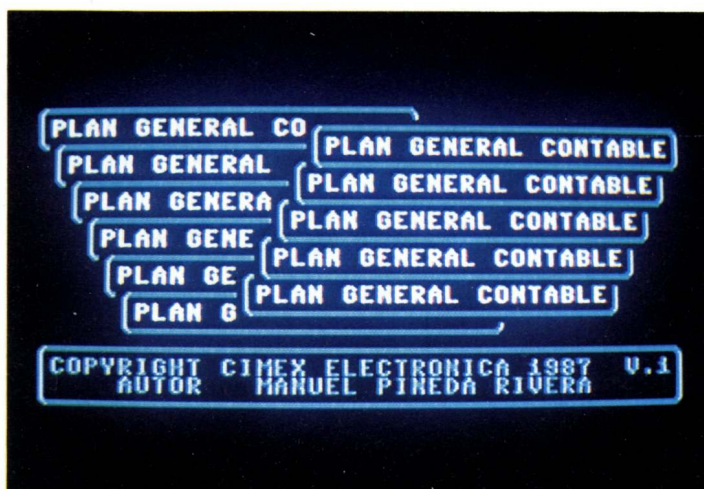 PLAN GENERAL CO
PLAN GENERAL CONTABLE
PLAN GENERAL
PLAN GENERAL CONTABLE
PLAN GENERA
PLAN GENERAL CONTABLE
PLAN GENE
PLAN GENERAL CONTABLE
PLAN GE
PLAN GENERAL CONTABLE
PLAN G
COPYRIGHT CIMEX ELECTRONICA 1987 V.1
AUTOR MANUEL PINEDA RIVERA